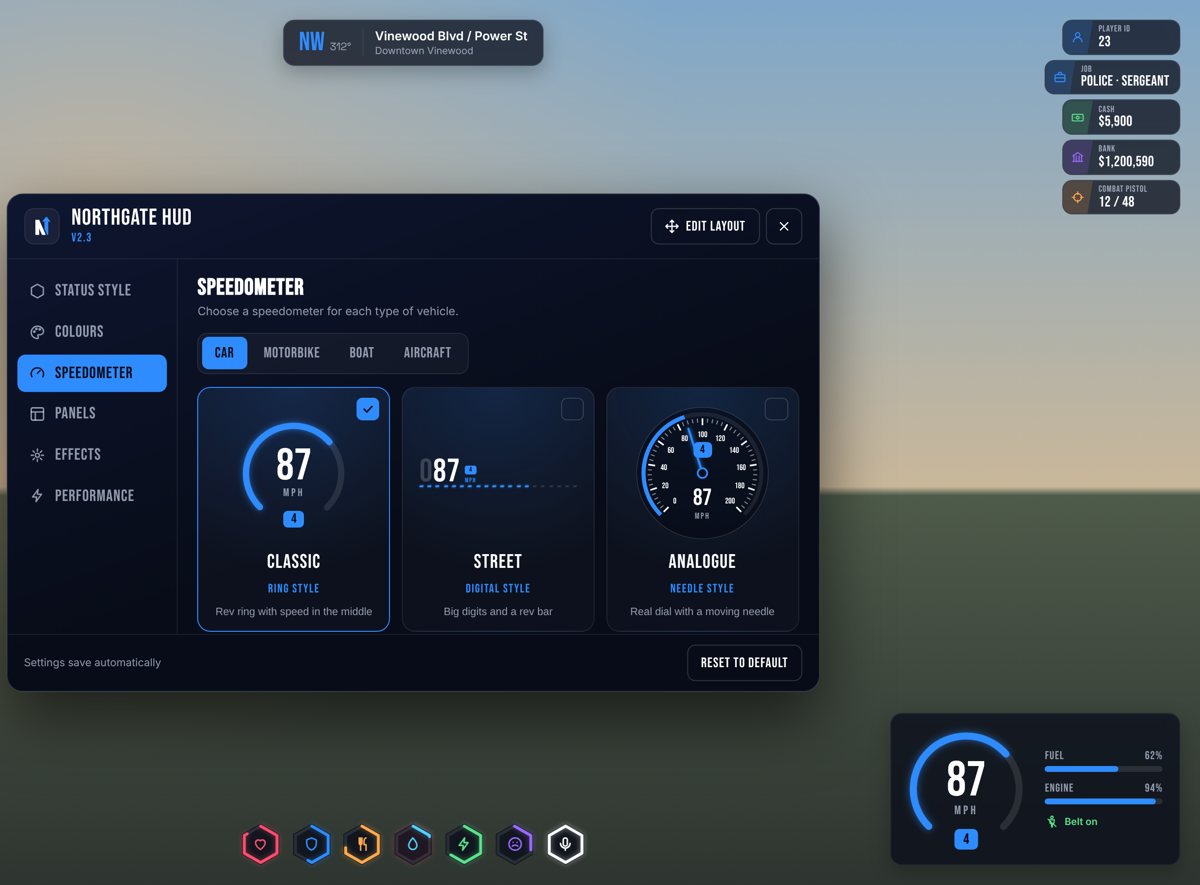 NW 312°
Vinewood Blvd / Power St
Downtown Vinewood
PLAYER ID
23
JOB
POLICE · SERGEANT
CASH
$5,900
BANK
$1,200,590
COMBAT PISTOL
12 / 48
N
NORTHGATE HUD
V2.3
EDIT LAYOUT
STATUS STYLE
COLOURS
SPEEDOMETER
PANELS
EFFECTS
PERFORMANCE
SPEEDOMETER
Choose a speedometer for each type of vehicle.
CAR MOTORBIKE BOAT AIRCRAFT
87
MPH
4
CLASSIC
RING STYLE
Rev ring with speed in the middle
087 4
MPH
STREET
DIGITAL STYLE
Big digits and a rev bar
0 20 40 60 80 100 120 140 160 180 200
4
87
MPH
ANALOGUE
NEEDLE STYLE
Real dial with a moving needle
Settings save automatically
RESET TO DEFAULT
87
MPH
4
FUEL 62%
ENGINE 94%
Belt on